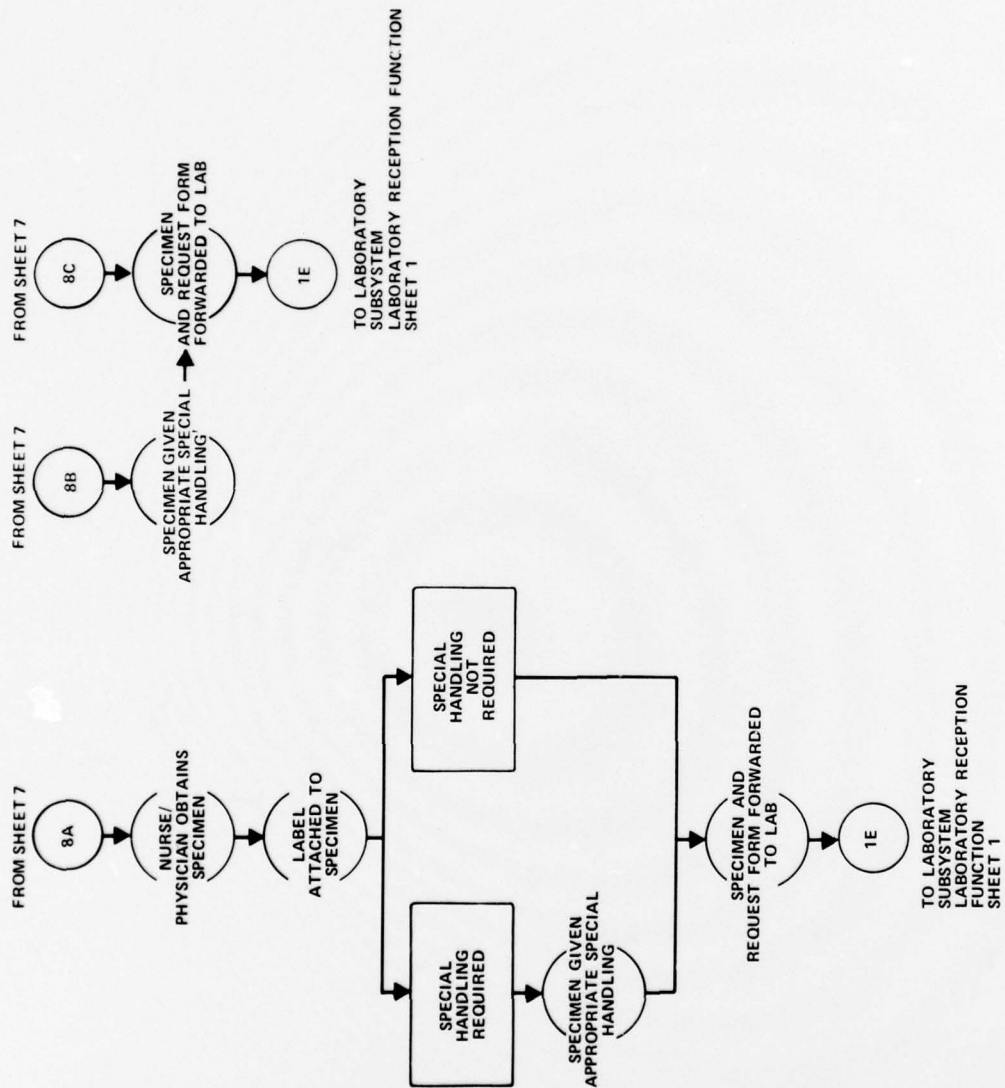 FROM SHEET 7
8A
NURSE/
PHYSICIAN OBTAINS
SPECIMEN
LABEL
ATTACHED TO
SPECIMEN
SPECIAL
HANDLING
REQUIRED
SPECIAL
HANDLING
NOT
REQUIRED
SPECIMEN GIVEN
APPROPRIATE SPECIAL
HANDLING
SPECIMEN AND
REQUEST FORM FORWARDED
TO LAB
1E
TO LABORATORY
SUBSYSTEM
LABORATORY RECEPTION
FUNCTION
SHEET 1
FROM SHEET 7
8B
SPECIMEN GIVEN
APPROPRIATE SPECIAL
HANDLING
FROM SHEET 7
8C
SPECIMEN
AND REQUEST FORM
FORWARDED TO LAB
1E
TO LABORATORY
SUBSYSTEM
LABORATORY RECEPTION FUNCTION
SHEET 1